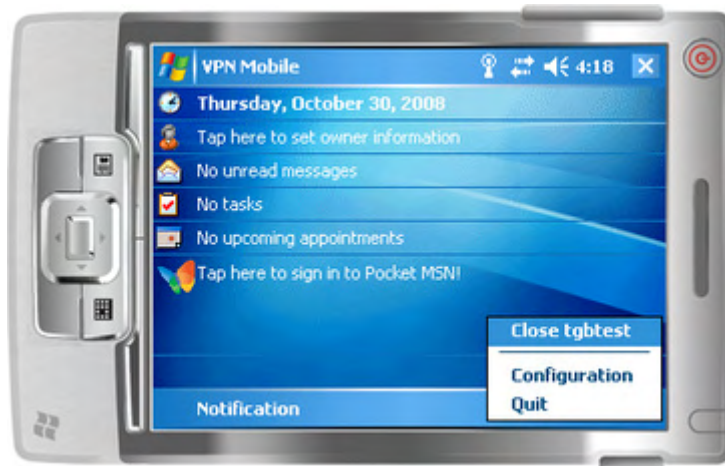 VPN Mobile 4:18
Thursday, October 30, 2008
Tap here to set owner information
No unread messages
No tasks
No upcoming appointments
Tap here to sign in to Pocket MSN!
Close tgbtest
Configuration
Quit
Notification